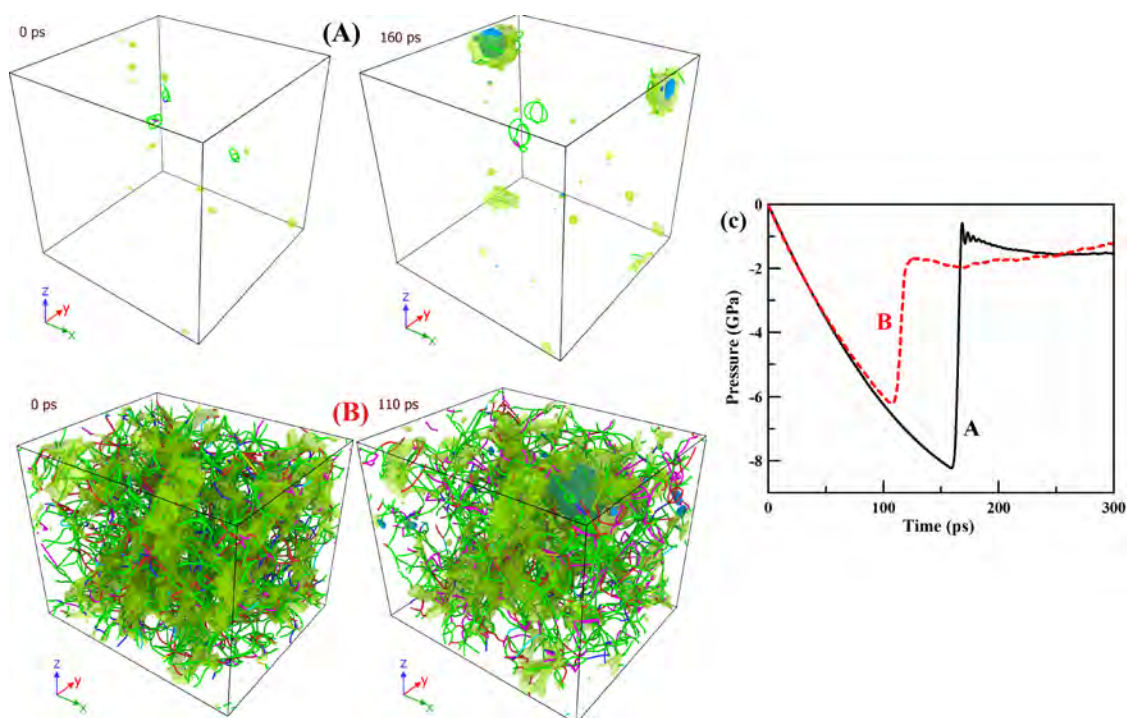 0 ps
(A)
160 ps
z
y
x
z
y
x
0 ps
(B)
110 ps
z
y
x
z
y
x
(c)
Pressure (GPa)
0
-2
-4
-6
-8
B
A
0
100
200
300
Time (ps)